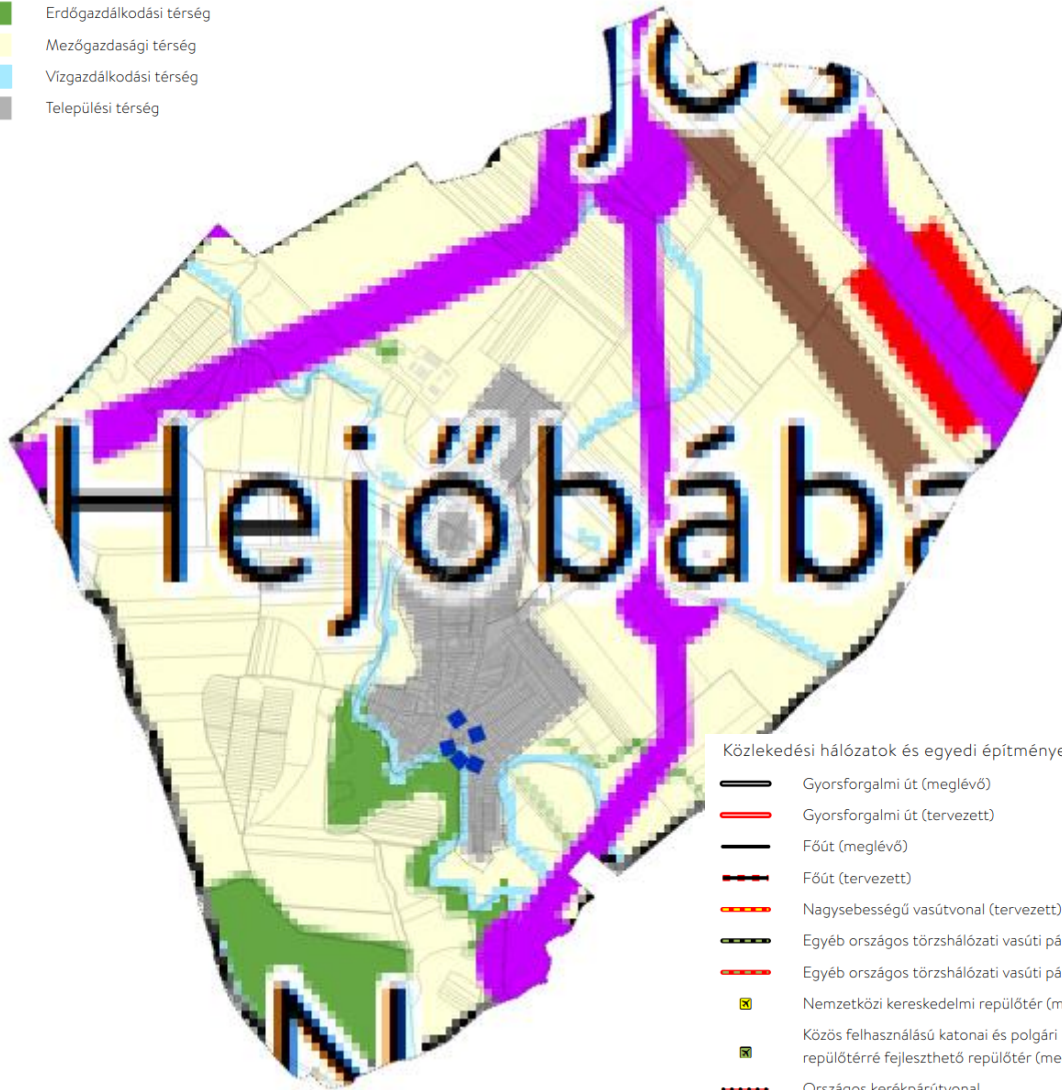 Erdőgazdálkodási térség
Mezőgazdasági térség
Vízgazdálkodási térség
Települési térség
Hejőbába
Közlekedési hálózatok és egyedi építménye
Gyorsforgalmi út (meglévő)
Gyorsforgalmi út (tervezett)
Főút (meglévő)
Főút (tervezett)
Nagysebességű vasútvonal (tervezett)
Egyéb országos törzshálózati vasúti pá
Egyéb országos törzshálózati vasúti pá
Nemzetközi kereskedelmi repülőtér (m
Közös felhasználású katonai és polgári
repülőtérré fejleszthető repülőtér (me
Országos kerékpárútvonal